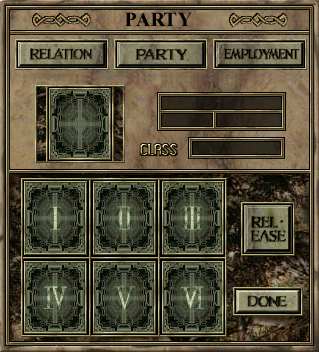 PARTY
RELATION PARTY EMPLOYMENT
CLASS
I II III
REL-
EASE
IV V VI
DONE